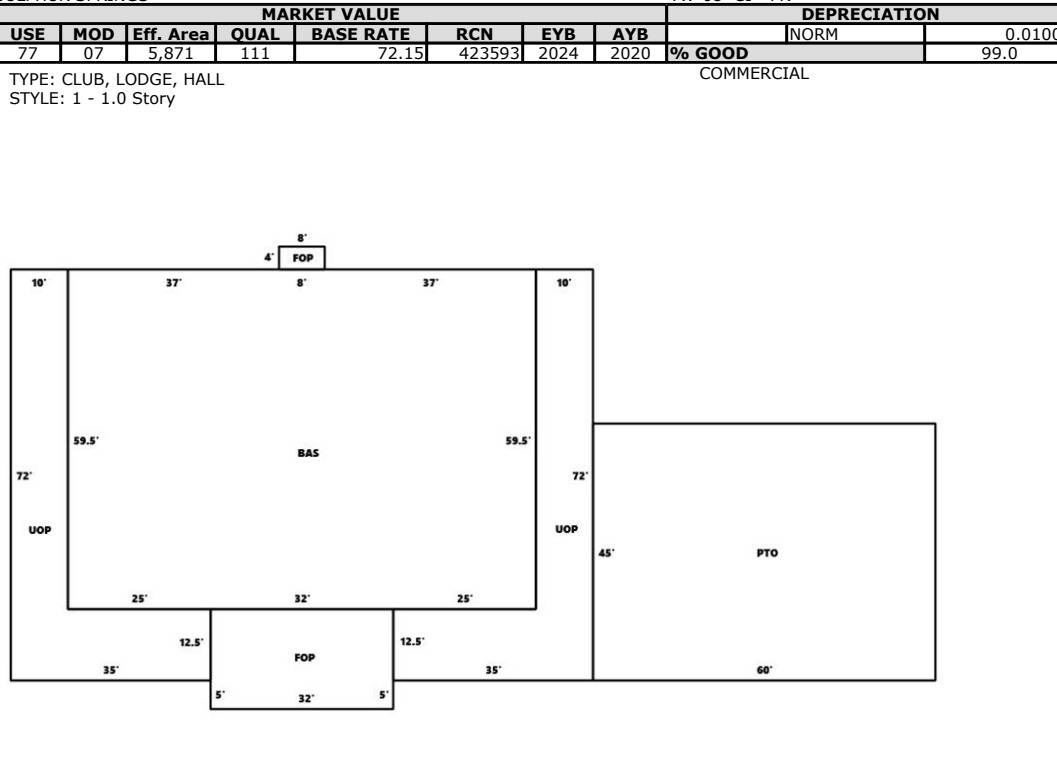 MARKET VALUE DEPRECIATION
USE MOD Eff. Area QUAL BASE RATE RCN EYB AYB NORM 0.0100
77 07 5,871 111 72.15 423593 2024 2020 % GOOD 99.0
TYPE: CLUB, LODGE, HALL COMMERCIAL
STYLE: 1 - 1.0 Story
8'
4' FOP
10' 37' 8' 37' 10'
59.5' BAS 59.5'
72' 72'
UOP UOP
45' PTO
25' 32' 25'
12.5' FOP 12.5'
35' 35' 60'
5' 32' 5'